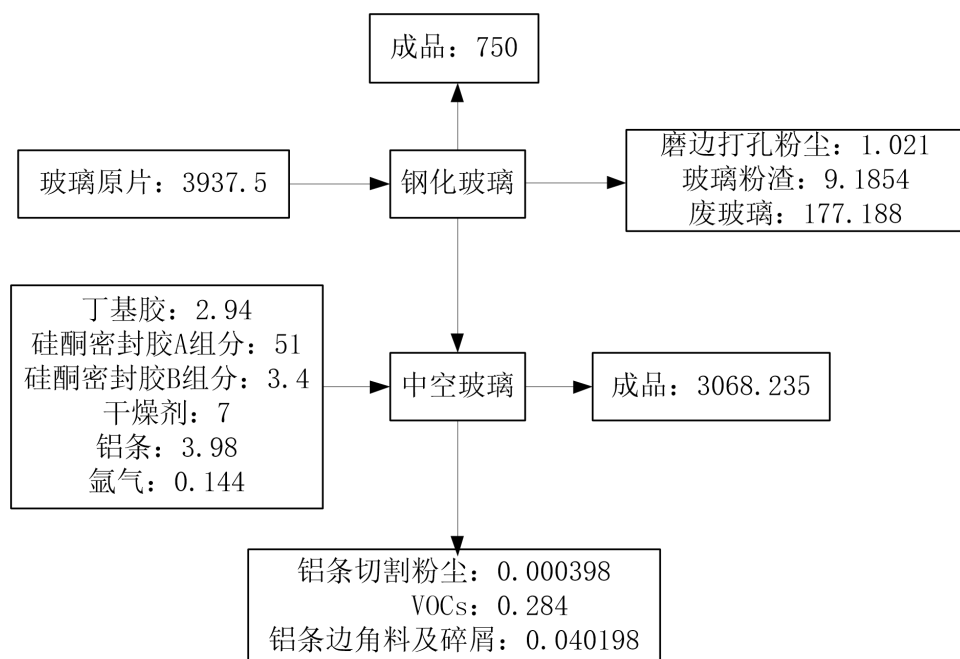 成品：750
玻璃原片：3937.5
钢化玻璃
磨边打孔粉尘：1.021
玻璃粉渣：9.1854
废玻璃：177.188
丁基胶：2.94
硅酮密封胶A组分：51
硅酮密封胶B组分：3.4
干燥剂：7
铝条：3.98
氩气：0.144
中空玻璃
成品：3068.235
铝条切割粉尘：0.000398
VOCs：0.284
铝条边角料及碎屑：0.040198